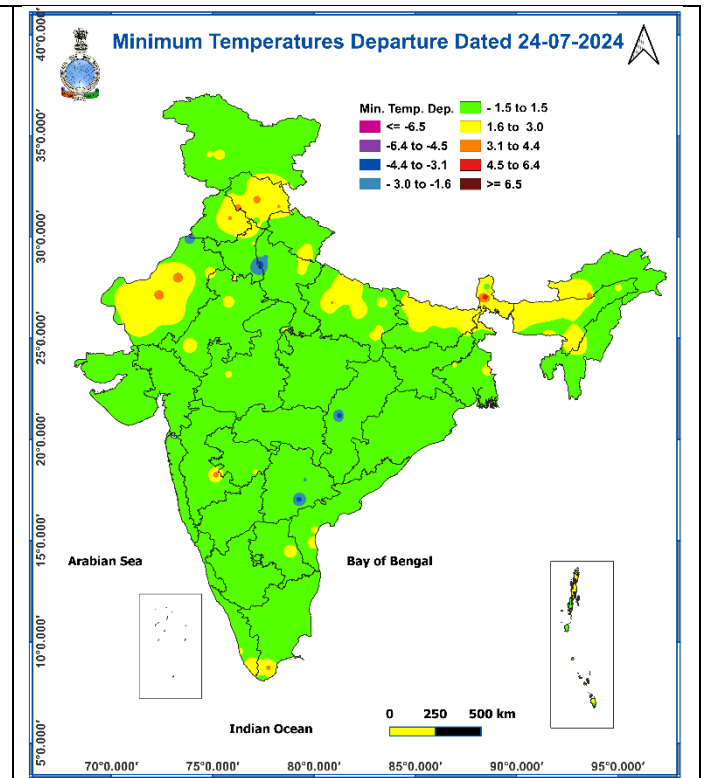 Minimum Temperatures Departure Dated 24-07-2024
Min. Temp. Dep.
<= -6.5
-6.4 to -4.5
-4.4 to -3.1
- 3.0 to -1.6
- 1.5 to 1.5
1.6 to 3.0
3.1 to 4.4
4.5 to 6.4
>= 6.5
40°0.000'
35°0.000'
30°0.000'
25°0.000'
20°0.000'
15°0.000'
10°0.000'
5°0.000'
Arabian Sea
Bay of Bengal
Indian Ocean
0 250 500 km
70°0.000' 75°0.000' 80°0.000' 85°0.000' 90°0.000' 95°0.000'